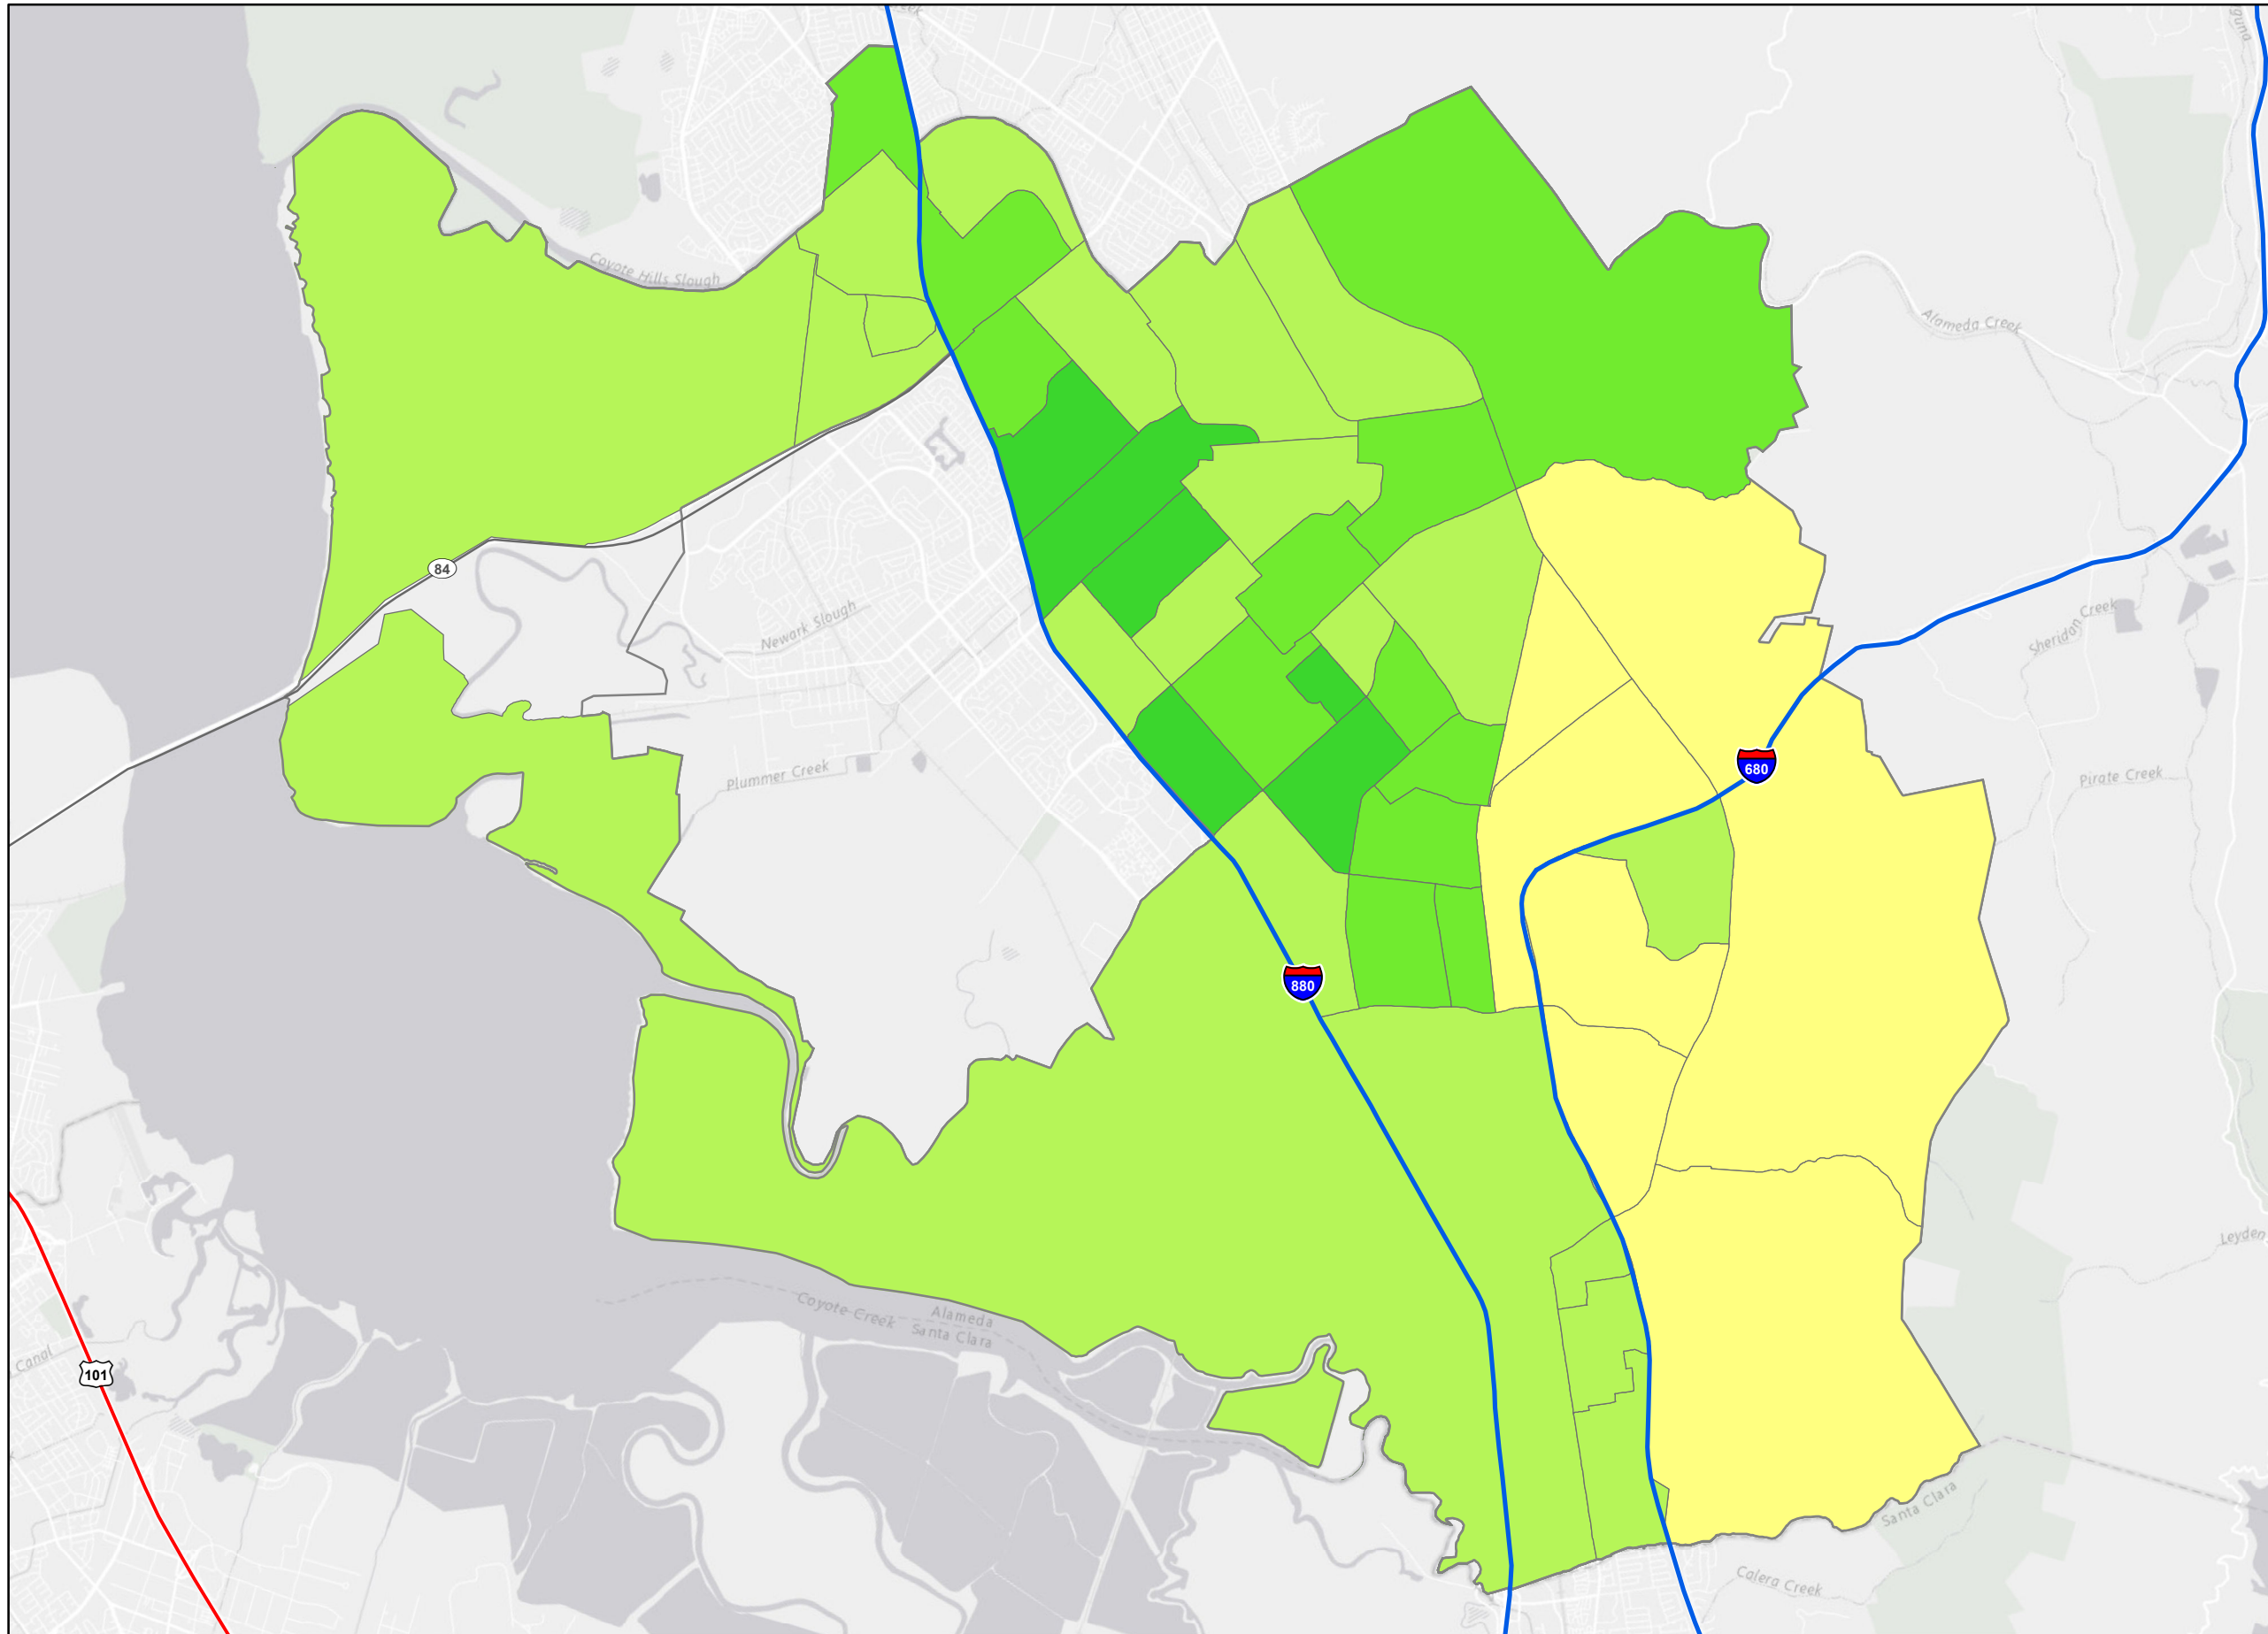 Coyote Hills Slough
Alameda Creek
84
Newark Slough
Sheridan Creek
680
Plummer Creek
Pirate Creek
880
Leyden
Coyote Creek
Alameda
Santa Clara
Canal
101
Santa Clara
Calera Creek